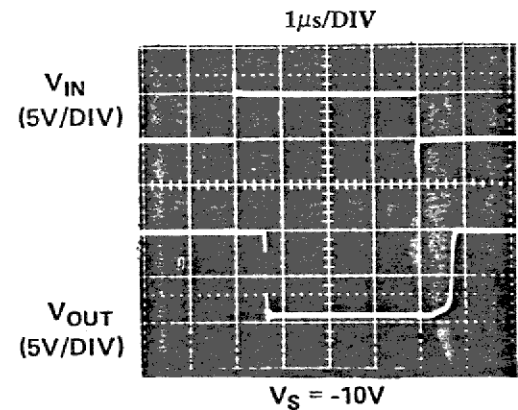 1μs/DIV
V_IN
(5V/DIV)
V_OUT
(5V/DIV)
V_S = -10V